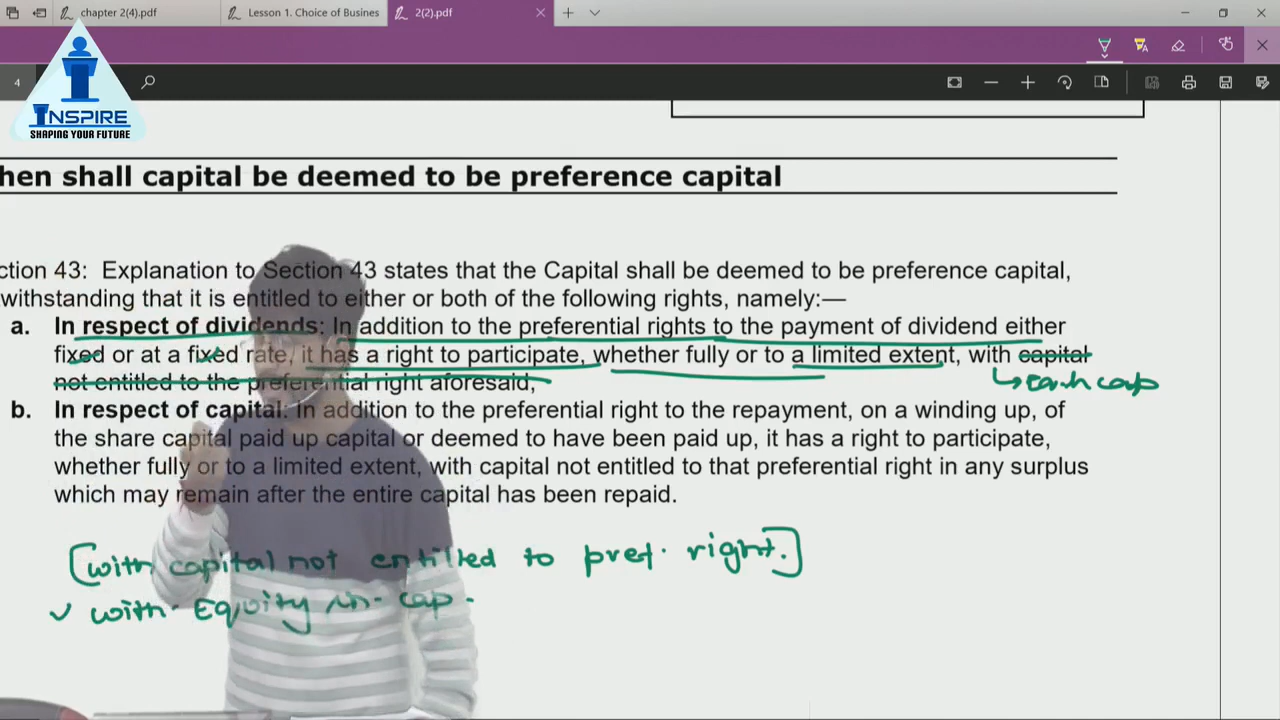 chapter 2(4).pdf
Lesson 1. Choice of Busines
2(2).pdf
4
INSPIRE
SHAPING YOUR FUTURE
hen shall capital be deemed to be preference capital
ction 43: Explanation to Section 43 states that the Capital shall be deemed to be preference capital,
withstanding that it is entitled to either or both of the following rights, namely:—
a. In respect of dividends: In addition to the preferential rights to the payment of dividend either
fixed or at a fixed rate, it has a right to participate, whether fully or to a limited extent, with capital
not entitled to the preferential right aforesaid;
b. In respect of capital: In addition to the preferential right to the repayment, on a winding up, of
the share capital paid up capital or deemed to have been paid up, it has a right to participate,
whether fully or to a limited extent, with capital not entitled to that preferential right in any surplus
which may remain after the entire capital has been repaid.
[with capital not entilled to pref. right.]
✓ with Equity sh. cap.